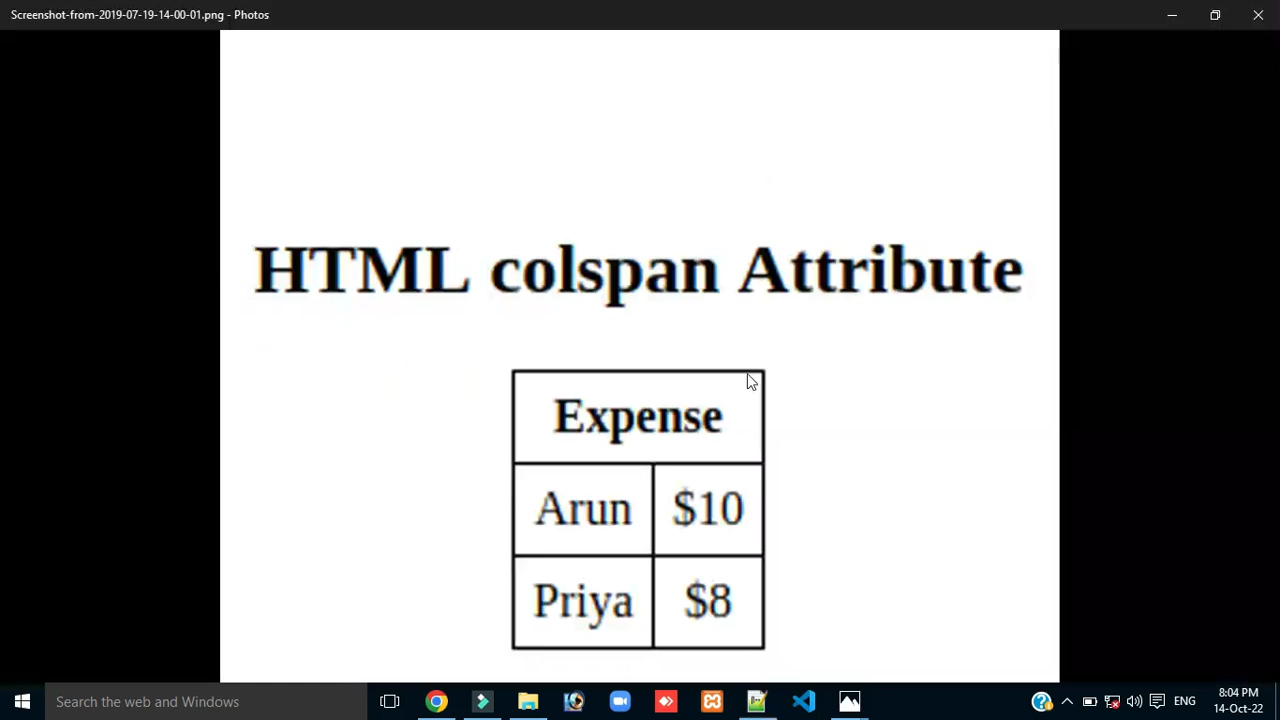 Screenshot-from-2019-07-19-14-00-01.png - Photos
HTML colspan Attribute
Expense
Arun $10
Priya $8
Search the web and Windows
ENG
8:04 PM
14-Oct-22